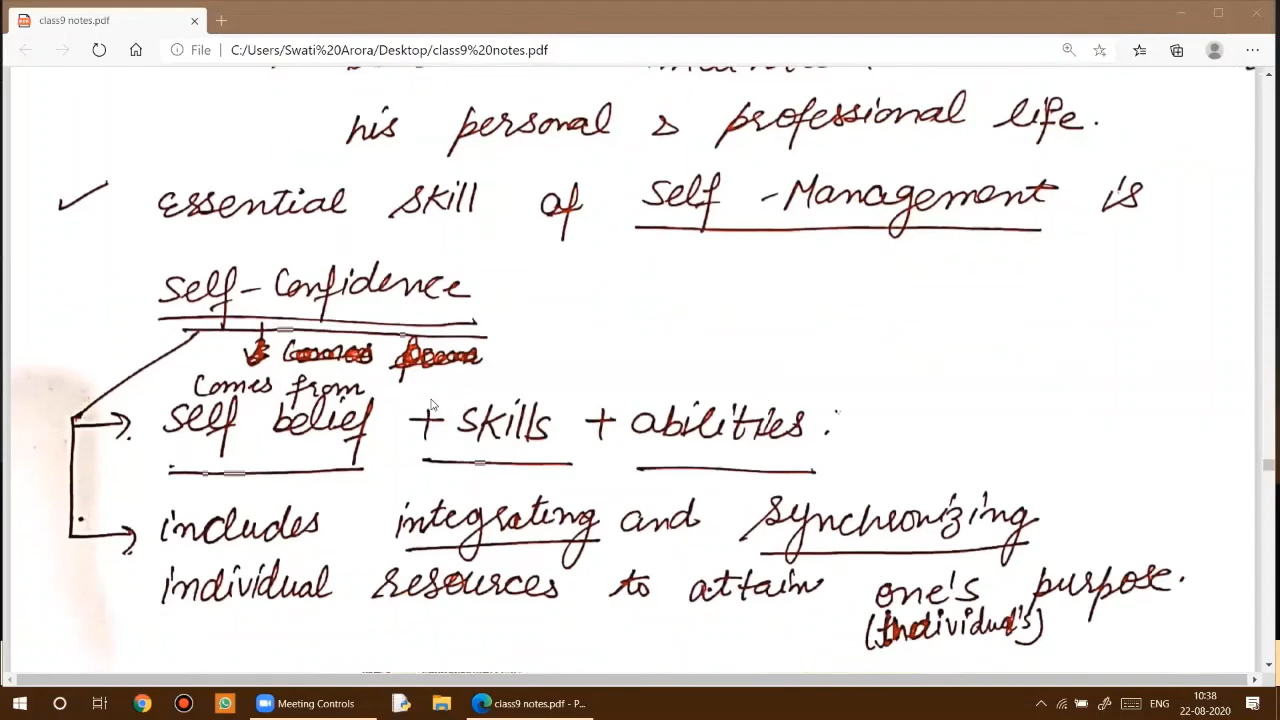 class9 notes.pdf
File C:/Users/Swati%20Arora/Desktop/class9%20notes.pdf
his personal & professional life.
essential skill of Self-Management is
Self-Confidence
Comes from
Comes from
self belief + skills + abilities:
includes integrating and synchronizing
individual resources to attain one's purpose.
(individual's)
Meeting Controls
class9 notes.pdf - P...
ENG
10:38
22-08-2020